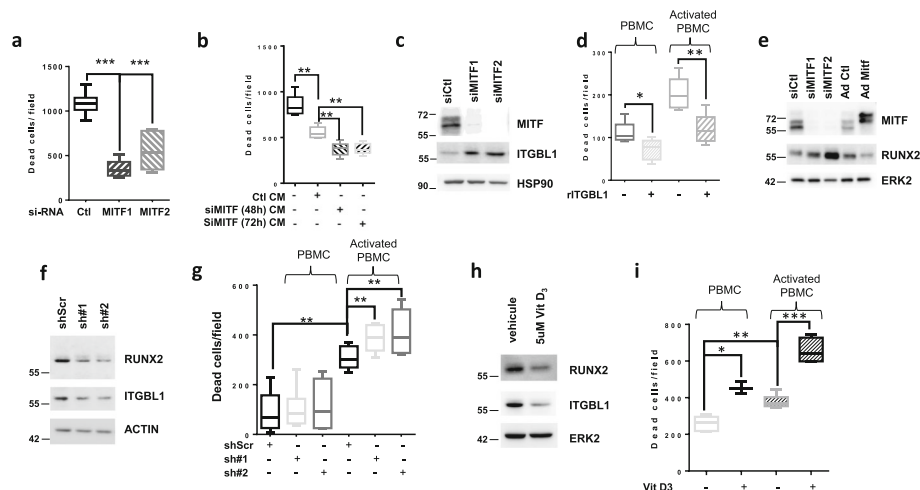 a
***
***
Dead cells/field
1500
1000
500
0
si-RNA
Ctl
MITF1
MITF2
b
Dead cells/field
1500
1000
500
0
**
**
**
Ctl CM
- + - -
siMITF (48h) CM
- - + -
SiMITF (72h) CM
- - - +
c
siCtl
siMITF1
siMITF2
72
55
MITF
55
ITGBL1
90
HSP90
d
PBMC
Activated
PBMC
Dead cells/field
300
200
100
0
*
**
rITGBL1
- + - +
e
siCtl
siMITF1
siMITF2
Ad Ctl
Ad Mitf
72
55
MITF
55
RUNX2
42
ERK2
f
shScr
sh#1
sh#2
RUNX2
55
ITGBL1
55
ACTIN
42
g
PBMC
Activated
PBMC
Dead cells/field
600
400
200
0
**
**
**
shScr
+ - - + - -
sh#1
- + - - + -
sh#2
- - + - - +
h
vehicule
5uM Vit D3
RUNX2
55
ITGBL1
55
ERK2
42
i
PBMC
Activated
PBMC
Dead cells/field
800
600
400
200
0
*
**
***
Vit D3
- + - +